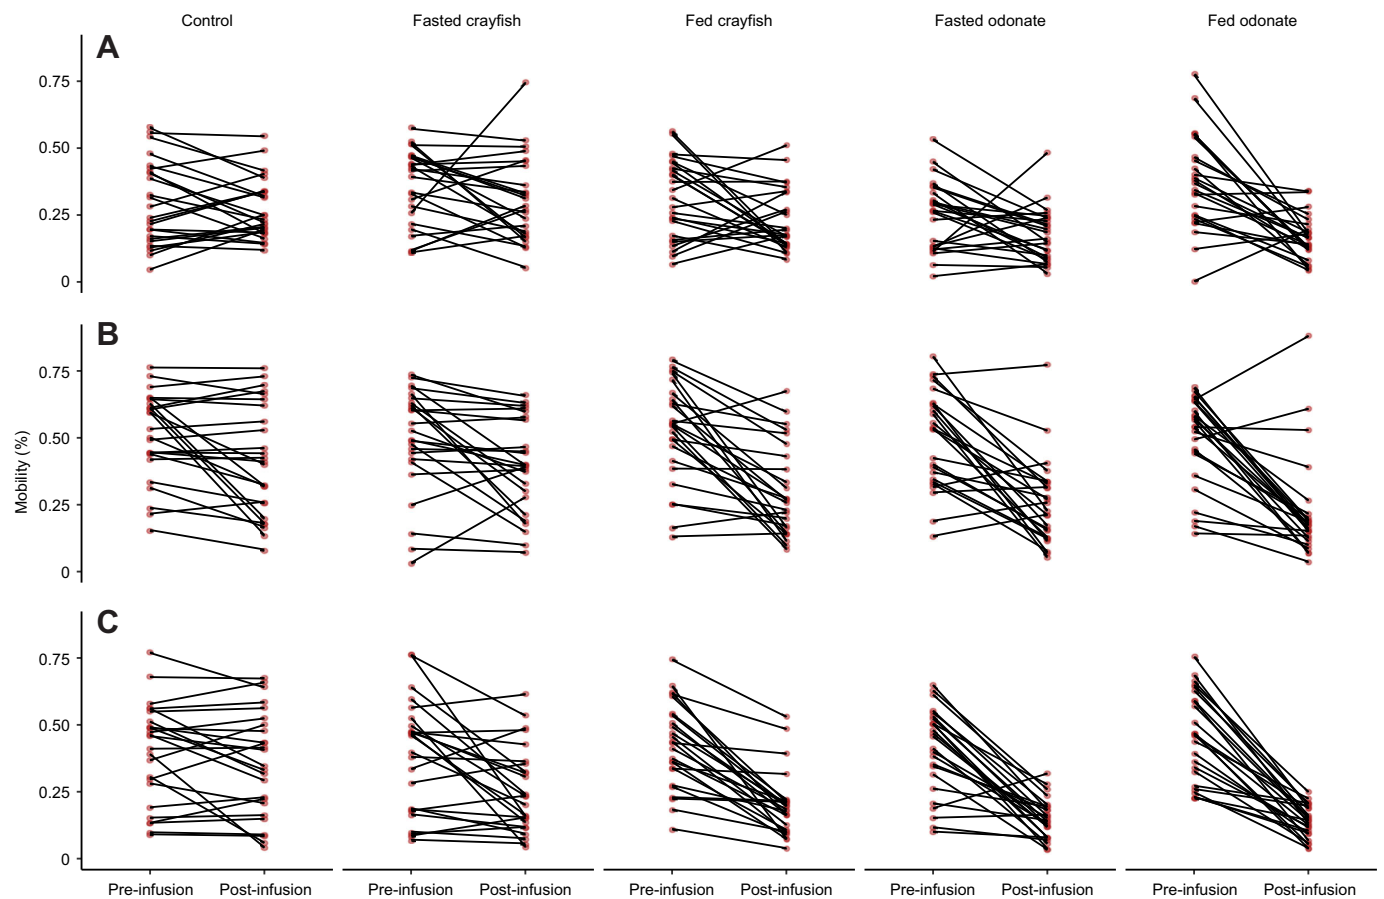 Control Fasted crayfish Fed crayfish Fasted odonate Fed odonate
A
0.75
0.50
0.25
0
B
0.75
0.50
0.25
0
Mobility (%)
C
0.75
0.50
0.25
0
Pre-infusion Post-infusion Pre-infusion Post-infusion Pre-infusion Post-infusion Pre-infusion Post-infusion Pre-infusion Post-infusion